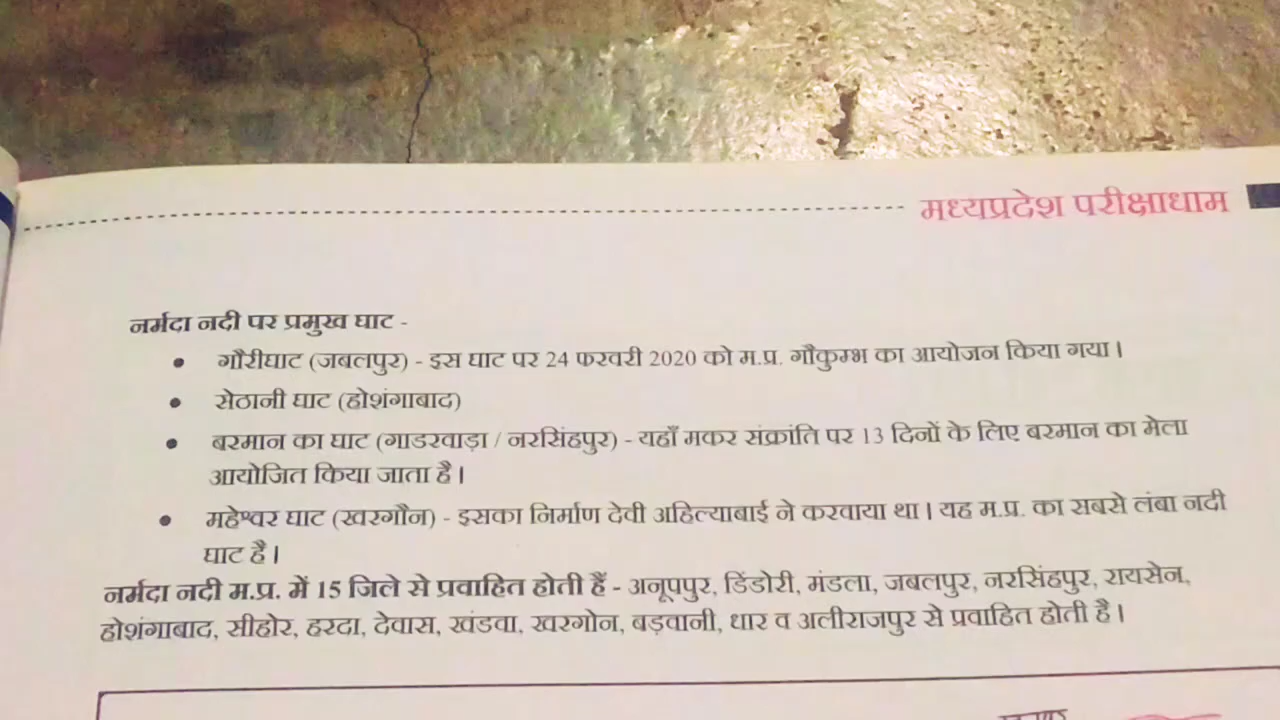 मध्यप्रदेश परीक्षाधाम
नर्मदा नदी पर प्रमुख घाट -
• गौरीघाट (जबलपुर) - इस घाट पर 24 फरवरी 2020 को म.प्र. गौकुम्भ का आयोजन किया गया।
• सेठानी घाट (होशंगाबाद)
• बरमान का घाट (गाडरवाड़ा / नरसिंहपुर) - यहाँ मकर संक्रांति पर 13 दिनों के लिए बरमान का मेला
आयोजित किया जाता है।
• महेश्वर घाट (खरगौन) - इसका निर्माण देवी अहिल्याबाई ने करवाया था। यह म.प्र. का सबसे लंबा नदी
घाट है।
नर्मदा नदी म.प्र. में 15 जिले से प्रवाहित होती हैं - अनूपपुर, डिंडोरी, मंडला, जबलपुर, नरसिंहपुर, रायसेन,
होशंगाबाद, सीहोर, हरदा, देवास, खंडवा, खरगोन, बड़वानी, धार व अलीराजपुर से प्रवाहित होती है।